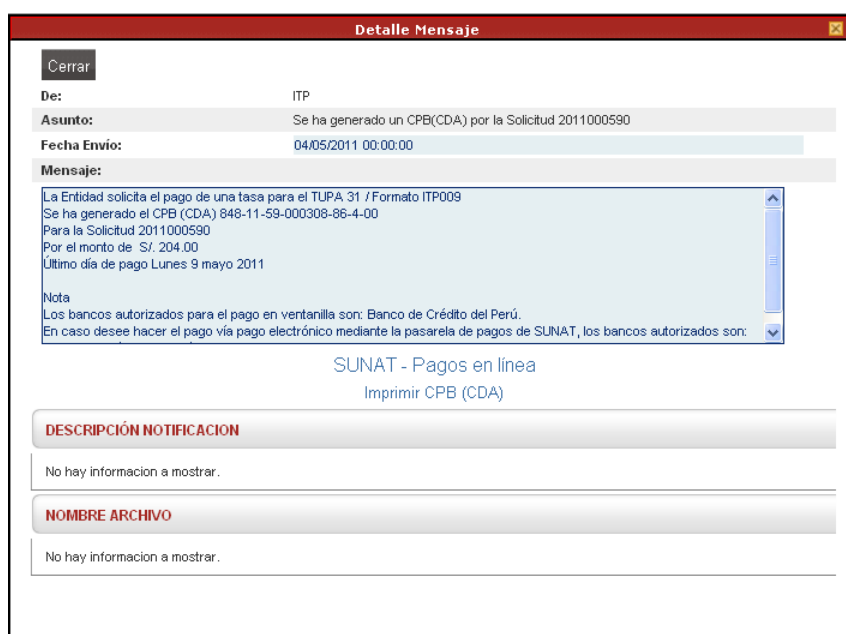 Detalle Mensaje
Cerrar
De: ITP
Asunto: Se ha generado un CPB(CDA) por la Solicitud 2011000590
Fecha Envío: 04/05/2011 00:00:00
Mensaje:
La Entidad solicita el pago de una tasa para el TUPA 31 / Formato ITP009
Se ha generado el CPB (CDA) 848-11-59-000308-86-4-00
Para la Solicitud 2011000590
Por el monto de S/. 204.00
Último día de pago Lunes 9 mayo 2011
Nota
Los bancos autorizados para el pago en ventanilla son: Banco de Crédito del Perú.
En caso desee hacer el pago vía pago electrónico mediante la pasarela de pagos de SUNAT, los bancos autorizados son:
SUNAT - Pagos en línea
Imprimir CPB (CDA)
DESCRIPCIÓN NOTIFICACION
No hay informacion a mostrar.
NOMBRE ARCHIVO
No hay informacion a mostrar.